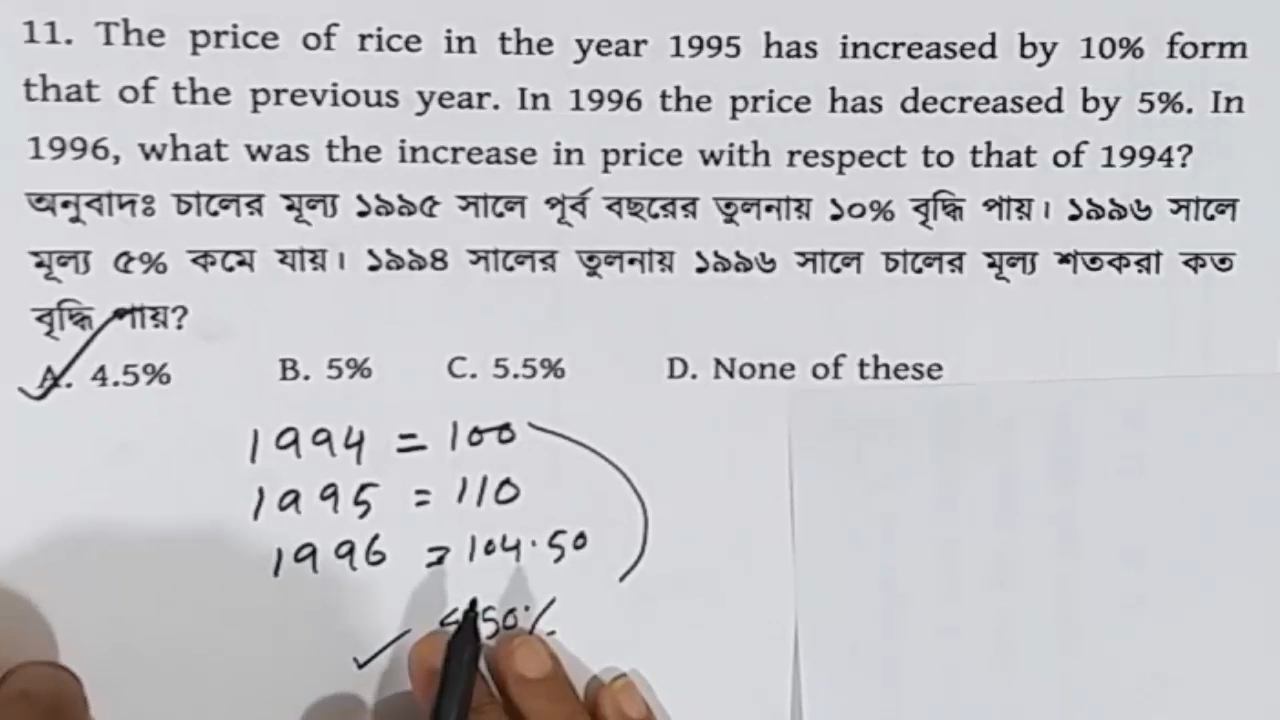 11. The price of rice in the year 1995 has increased by 10% form
that of the previous year. In 1996 the price has decreased by 5%. In
1996, what was the increase in price with respect to that of 1994?
অনুবাদঃ চালের মূল্য ১৯৯৫ সালে পূর্ব বছরের তুলনায় ১০% বৃদ্ধি পায়। ১৯৯৬ সালে
মূল্য ৫% কমে যায়। ১৯৯৪ সালের তুলনায় ১৯৯৬ সালে চালের মূল্য শতকরা কত
বৃদ্ধি পায়?
A. 4.5% B. 5% C. 5.5% D. None of these
1994 = 100
1995 = 110
1996 = 104.50